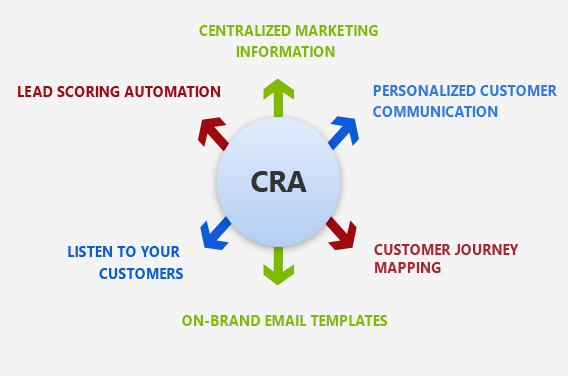 CENTRALIZED MARKETING
INFORMATION
LEAD SCORING AUTOMATION
PERSONALIZED CUSTOMER
COMMUNICATION
CRA
LISTEN TO YOUR
CUSTOMERS
CUSTOMER JOURNEY
MAPPING
ON-BRAND EMAIL TEMPLATES